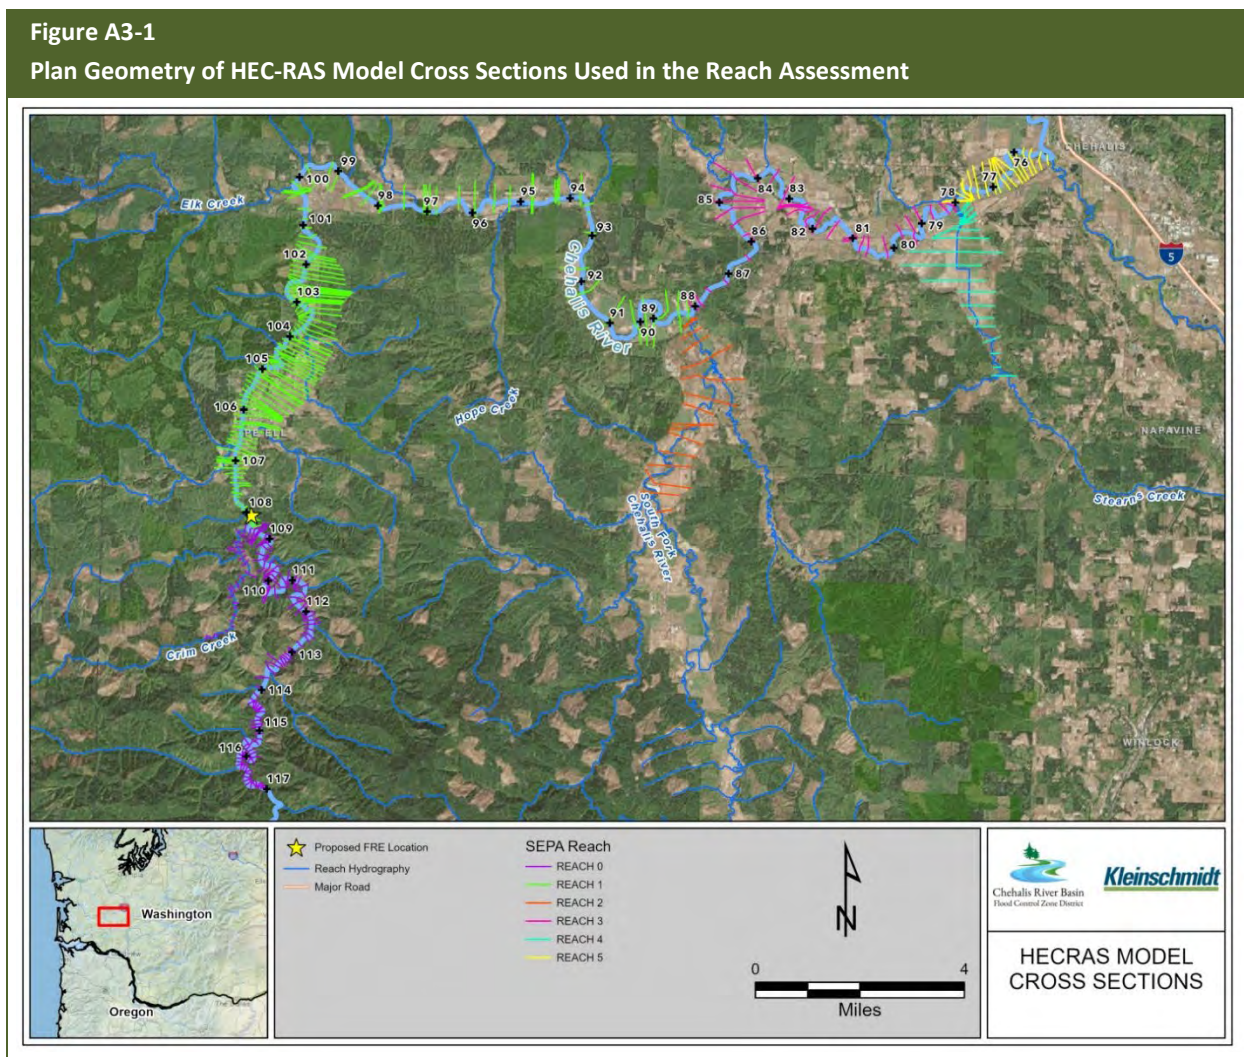 Figure A3-1
Plan Geometry of HEC-RAS Model Cross Sections Used in the Reach Assessment
99
100
98
97
96
95
94
Elk Creek
101
93
102
92
103
91
104
105
106
PE ELL
107
108
109
110
111
112
113
114
115
116
117
Chehalis River
90
89
88
87
86
85
84
83
82
81
80
79
78
77
76
CHEHALIS
5
Hope Creek
NAPAVINE
Stearns Creek
South Fork
Chehalis River
Crim Creek
WINLOCK
Washington
Oregon
Proposed FRE Location
Reach Hydrography
Major Road
SEPA Reach
REACH 0
REACH 1
REACH 2
REACH 3
REACH 4
REACH 5
N
0 4
Miles
Chehalis River Basin
Flood Control Zone District
Kleinschmidt
HECRAS MODEL
CROSS SECTIONS